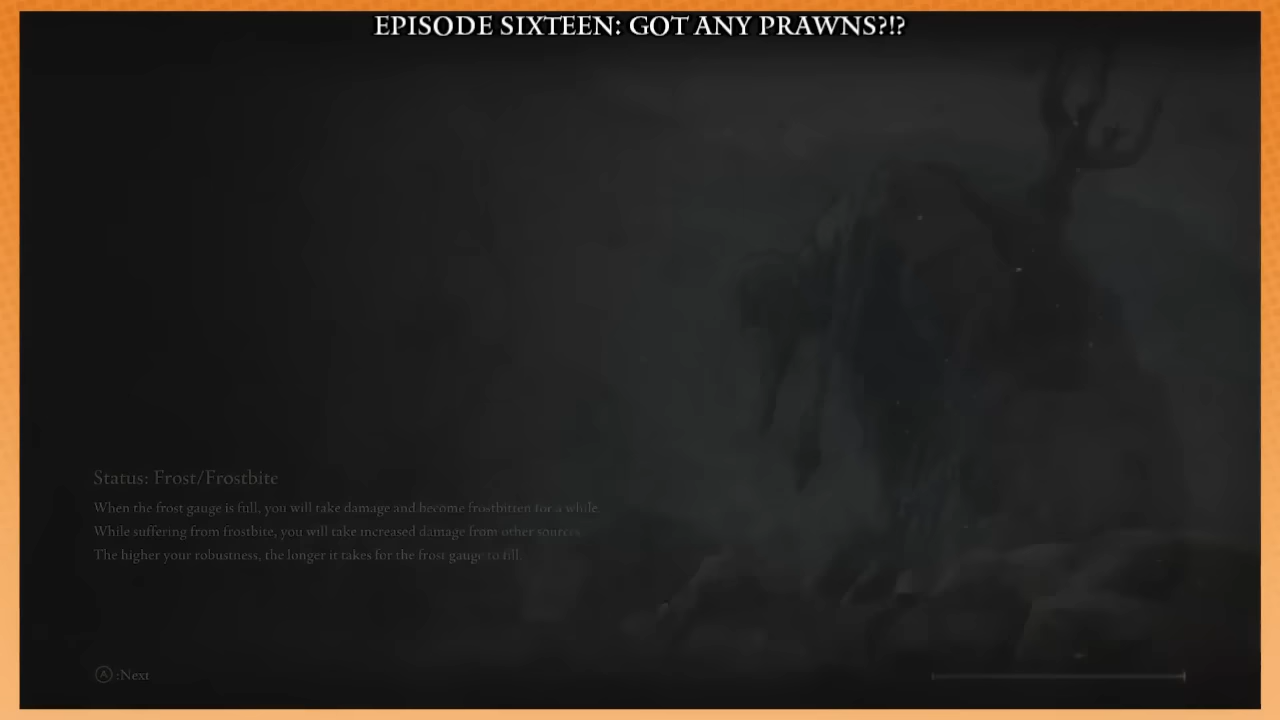 EPISODE SIXTEEN: GOT ANY PRAWNS?!?
Status: Frost/Frostbite
When the frost gauge is full, you will take damage and become frostbitten for a while.
While suffering from frostbite, you will take increased damage from other sources.
The higher your robustness, the longer it takes for the frost gauge to fill.
A :Next